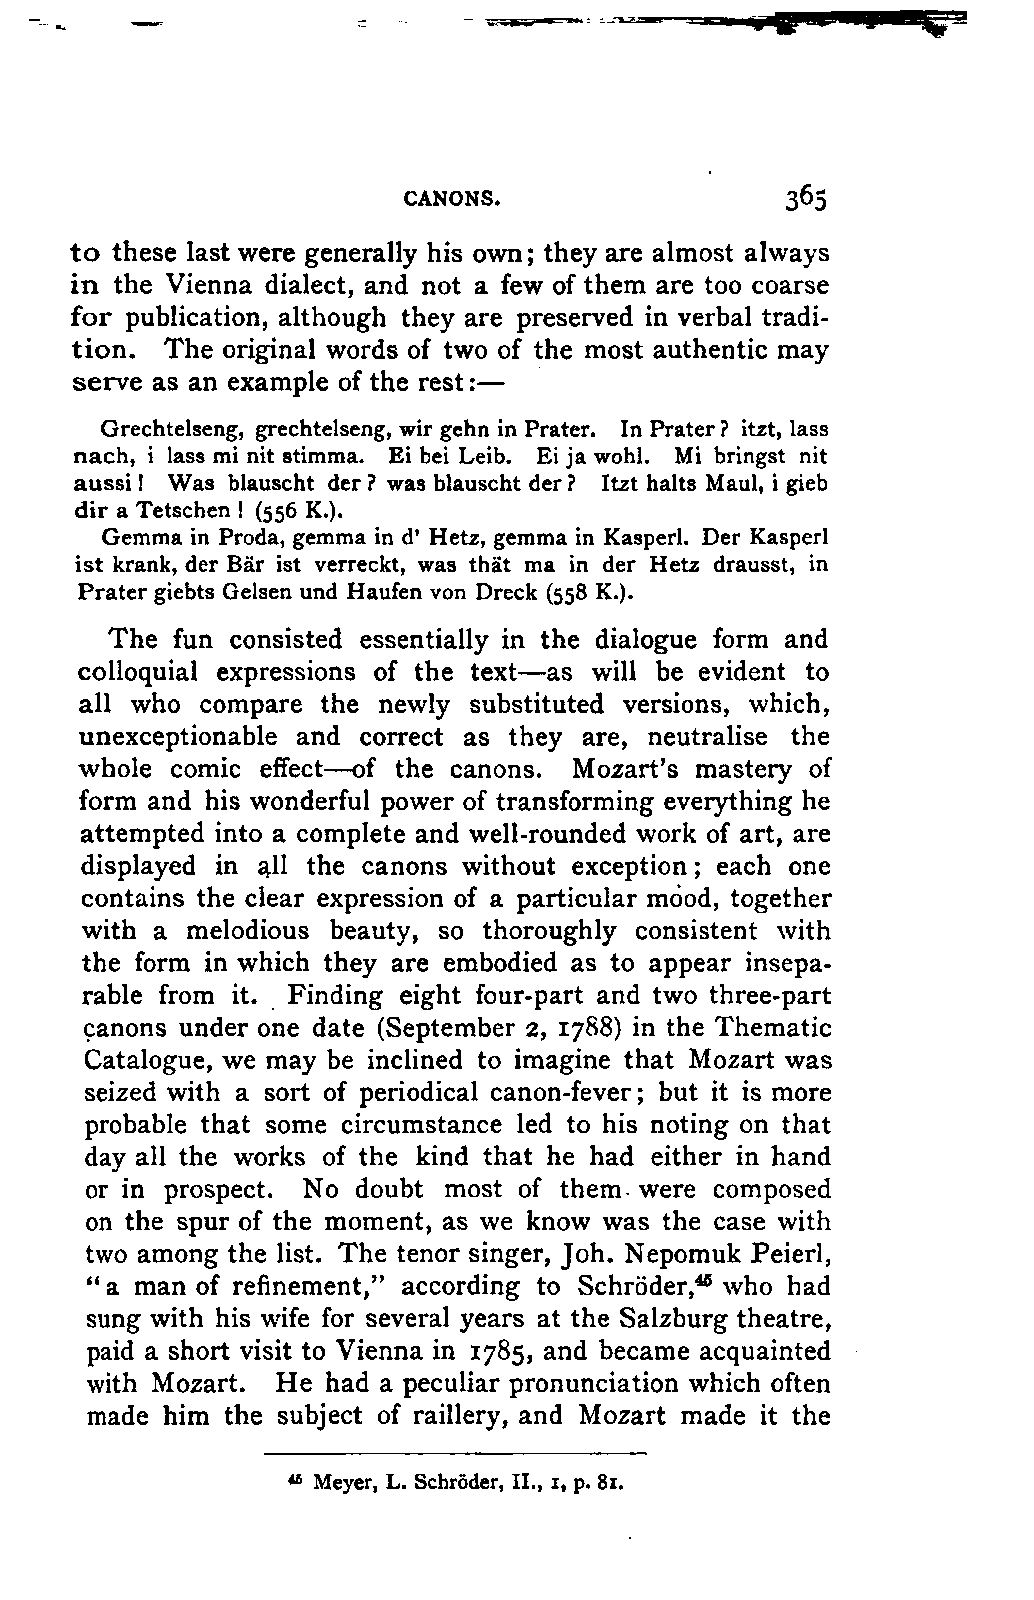 CANONS. 365
to these last were generally his own; they are almost always
in the Vienna dialect, and not a few of them are too coarse
for publication, although they are preserved in verbal tradi-
tion. The original words of two of the most authentic may
serve as an example of the rest:—
Grechtelseng, grechtelseng, wir gehn in Prater. In Prater? itzt, lass
nach, i lass mi nit stimma. Ei bei Leib. Ei ja wohl. Mi bringst nit
aussi! Was blauscht der? was blauscht der? Itzt halts Maul, i gieb
dir a Tetschen! (556 K.).
Gemma in Proda, gemma in d' Hetz, gemma in Kasperl. Der Kasperl
ist krank, der Bär ist verreckt, was thät ma in der Hetz drausst, in
Prater giebts Gelsen und Haufen von Dreck (558 K.).
The fun consisted essentially in the dialogue form and
colloquial expressions of the text—as will be evident to
all who compare the newly substituted versions, which,
unexceptionable and correct as they are, neutralise the
whole comic effect—of the canons. Mozart's mastery of
form and his wonderful power of transforming everything he
attempted into a complete and well-rounded work of art, are
displayed in all the canons without exception; each one
contains the clear expression of a particular mood, together
with a melodious beauty, so thoroughly consistent with
the form in which they are embodied as to appear insepa-
rable from it. Finding eight four-part and two three-part
canons under one date (September 2, 1788) in the Thematic
Catalogue, we may be inclined to imagine that Mozart was
seized with a sort of periodical canon-fever; but it is more
probable that some circumstance led to his noting on that
day all the works of the kind that he had either in hand
or in prospect. No doubt most of them were composed
on the spur of the moment, as we know was the case with
two among the list. The tenor singer, Joh. Nepomuk Peierl,
"a man of refinement," according to Schröder,⁴⁵ who had
sung with his wife for several years at the Salzburg theatre,
paid a short visit to Vienna in 1785, and became acquainted
with Mozart. He had a peculiar pronunciation which often
made him the subject of raillery, and Mozart made it the
⁴⁵ Meyer, L. Schröder, II., 1, p. 81.